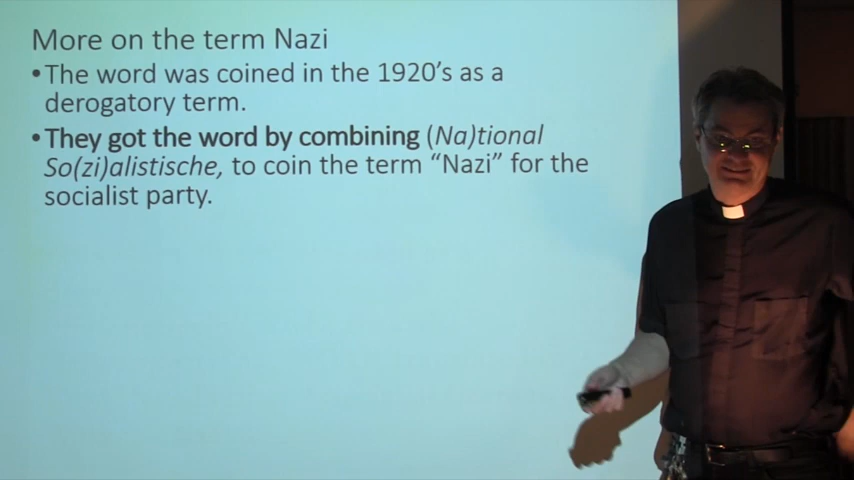 More on the term Nazi
•The word was coined in the 1920's as a
derogatory term.
•They got the word by combining (Na)tional
So(zi)alistische, to coin the term “Nazi” for the
socialist party.